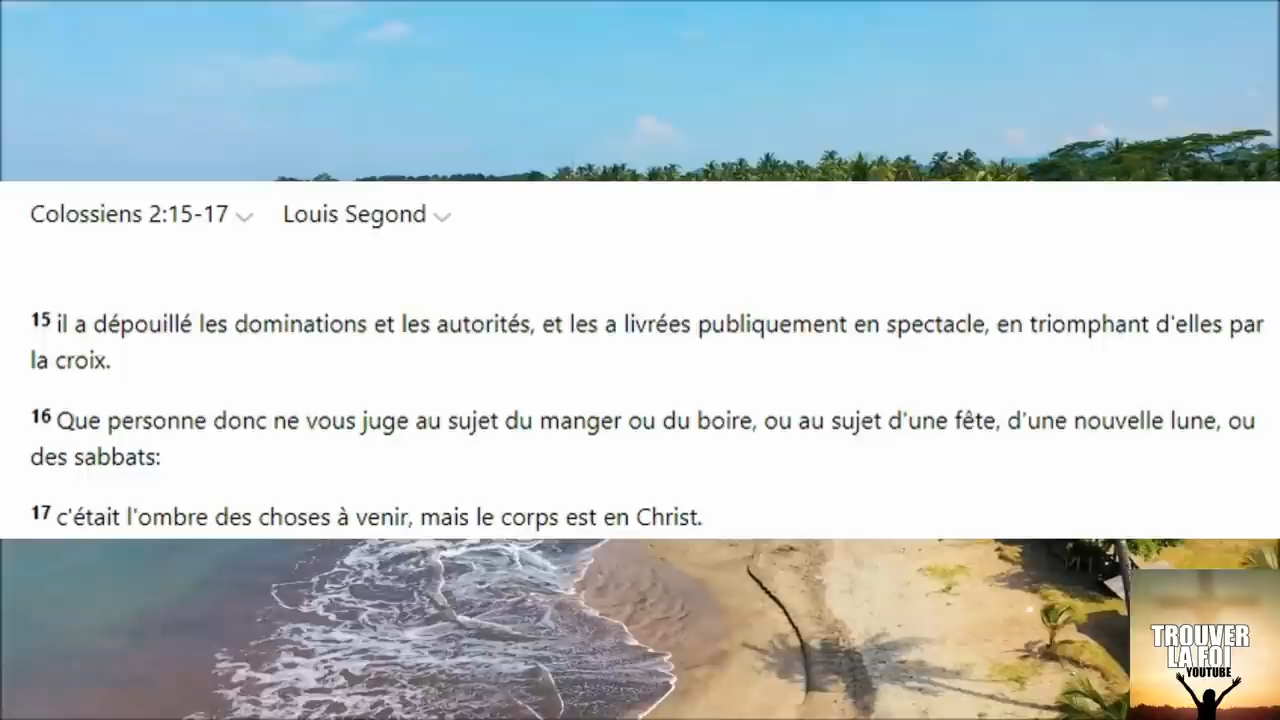 Colossiens 2:15-17 Louis Segond
15 il a dépouillé les dominations et les autorités, et les a livrées publiquement en spectacle, en triomphant d'elles par
la croix.
16 Que personne donc ne vous juge au sujet du manger ou du boire, ou au sujet d'une fête, d'une nouvelle lune, ou
des sabbats:
17 c'était l'ombre des choses à venir, mais le corps est en Christ.
TROUVER
LA FOI
YOUTUBE